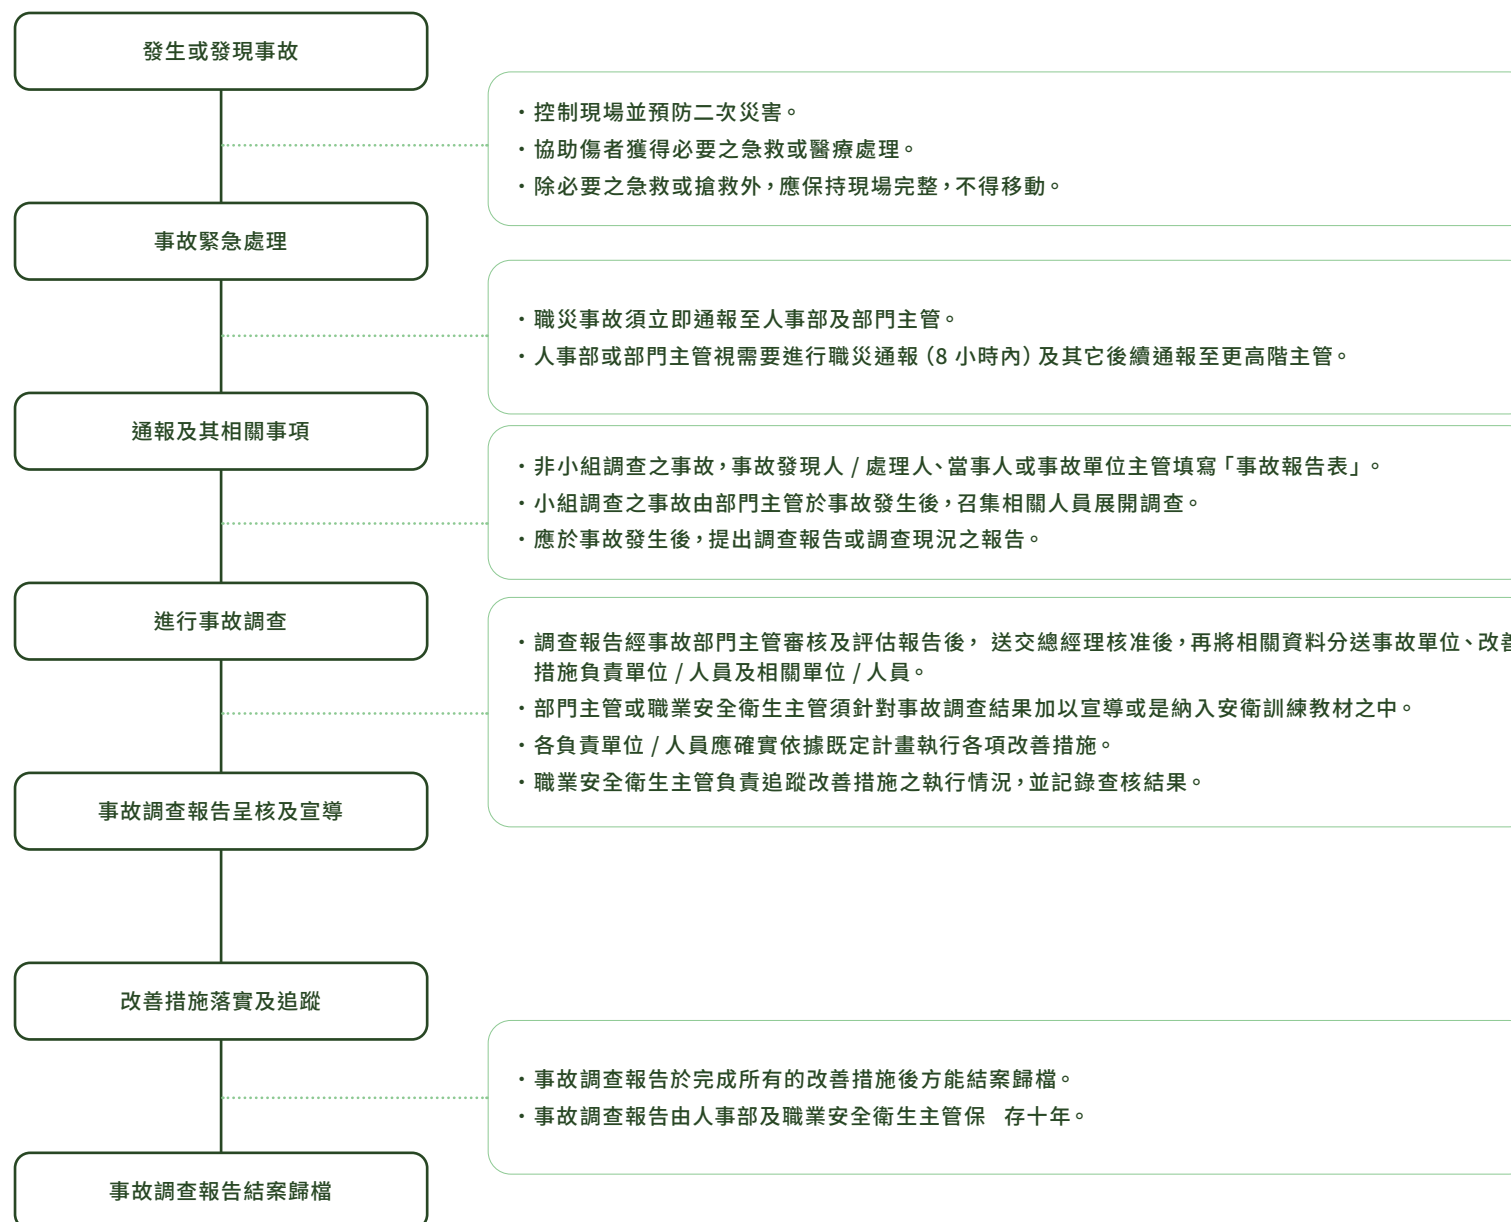 發生或發現事故
・控制現場並預防二次災害。
・協助傷者獲得必要之急救或醫療處理。
・除必要之急救或搶救外，應保持現場完整，不得移動。
事故緊急處理
・職災事故須立即通報至人事部及部門主管。
・人事部或部門主管視需要進行職災通報（8 小時內）及其它後續通報至更高階主管。
通報及其相關事項
・非小組調查之事故，事故發現人 / 處理人、當事人或事故單位主管填寫「事故報告表」。
・小組調查之事故由部門主管於事故發生後，召集相關人員展開調查。
・應於事故發生後，提出調查報告或調查現況之報告。
進行事故調查
・調查報告經事故部門主管審核及評估報告後， 送交總經理核准後，再將相關資料分送事故單位、改善
措施負責單位 / 人員及相關單位 / 人員。
・部門主管或職業安全衛生主管須針對事故調查結果加以宣導或是納入安衛訓練教材之中。
・各負責單位 / 人員應確實依據既定計畫執行各項改善措施。
・職業安全衛生主管負責追蹤改善措施之執行情況，並記錄查核結果。
事故調查報告呈核及宣導
改善措施落實及追蹤
・事故調查報告於完成所有的改善措施後方能結案歸檔。
・事故調查報告由人事部及職業安全衛生主管保 存十年。
事故調查報告結案歸檔